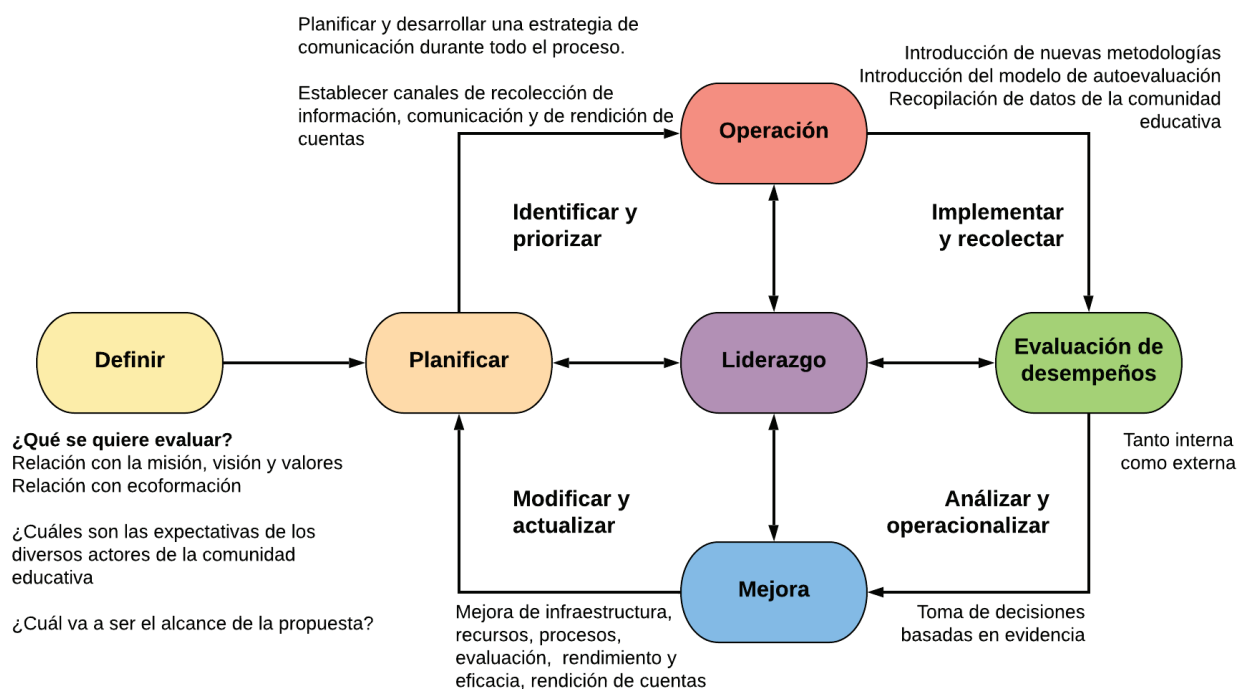 Planificar y desarrollar una estrategia de
comunicación durante todo el proceso.
Establecer canales de recolección de
información, comunicación y de rendición de
cuentas
Introducción de nuevas metodologías
Introducción del modelo de autoevaluación
Recopilación de datos de la comunidad
educativa
Operación
Identificar y
priorizar
Implementar
y recolectar
Definir
Planificar
Liderazgo
Evaluación de
desempeños
¿Qué se quiere evaluar?
Relación con la misión, visión y valores
Relación con ecoformación
¿Cuáles son las expectativas de los
diversos actores de la comunidad
educativa
¿Cuál va a ser el alcance de la propuesta?
Tanto interna
como externa
Modificar y
actualizar
Análizar y
operacionalizar
Mejora
Mejora de infraestructura,
recursos, procesos,
evaluación, rendimiento y
eficacia, rendición de cuentas
Toma de decisiones
basadas en evidencia